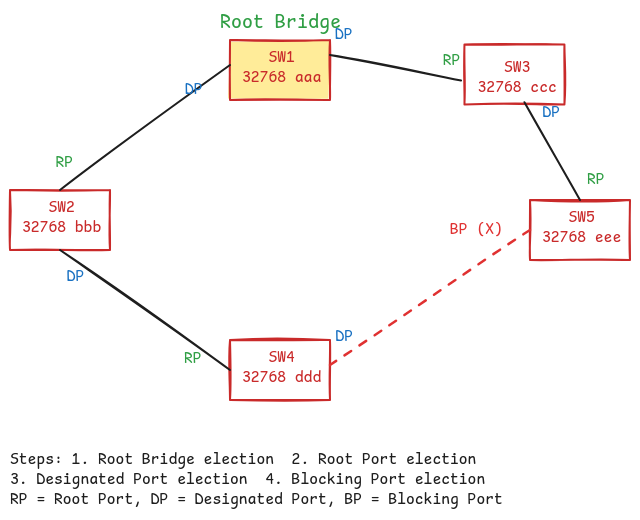 Root Bridge
DP
SW1
32768 aaa
RP
SW3
32768 ccc
DP
DP
RP
SW2
32768 bbb
RP
SW5
32768 eee
BP (X)
DP
DP
RP
SW4
32768 ddd
Steps: 1. Root Bridge election  2. Root Port election
3. Designated Port election  4. Blocking Port election
RP = Root Port, DP = Designated Port, BP = Blocking Port